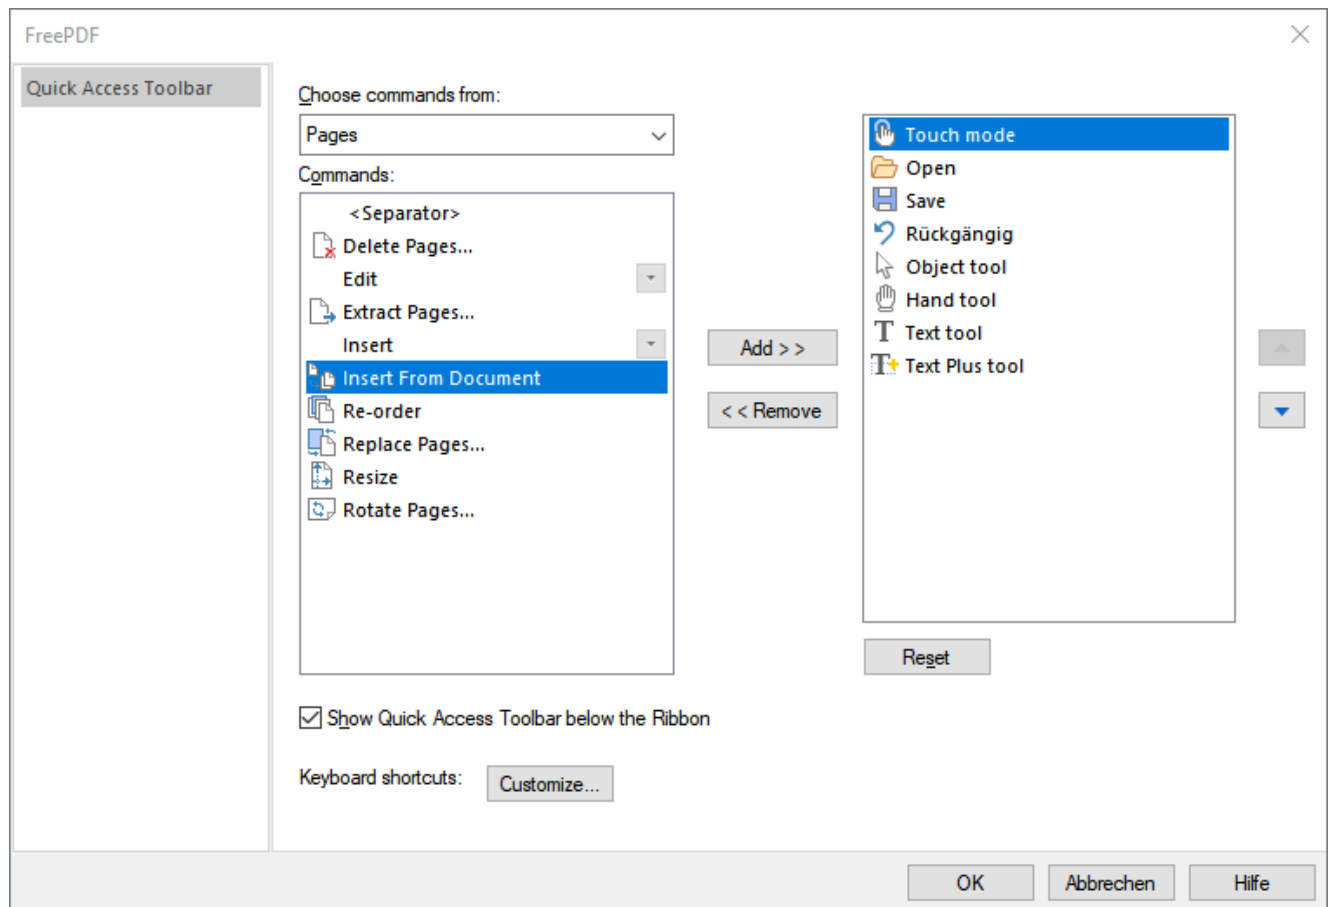 FreePDF
Quick Access Toolbar
Choose commands from:
Pages
Commands:
<Separator>
Delete Pages...
Edit
Extract Pages...
Insert
Insert From Document
Re-order
Replace Pages...
Resize
Rotate Pages...
Add >>
<< Remove
Touch mode
Open
Save
Rückgängig
Object tool
Hand tool
Text tool
Text Plus tool
Reset
Show Quick Access Toolbar below the Ribbon
Keyboard shortcuts: Customize...
OK Abbrechen Hilfe